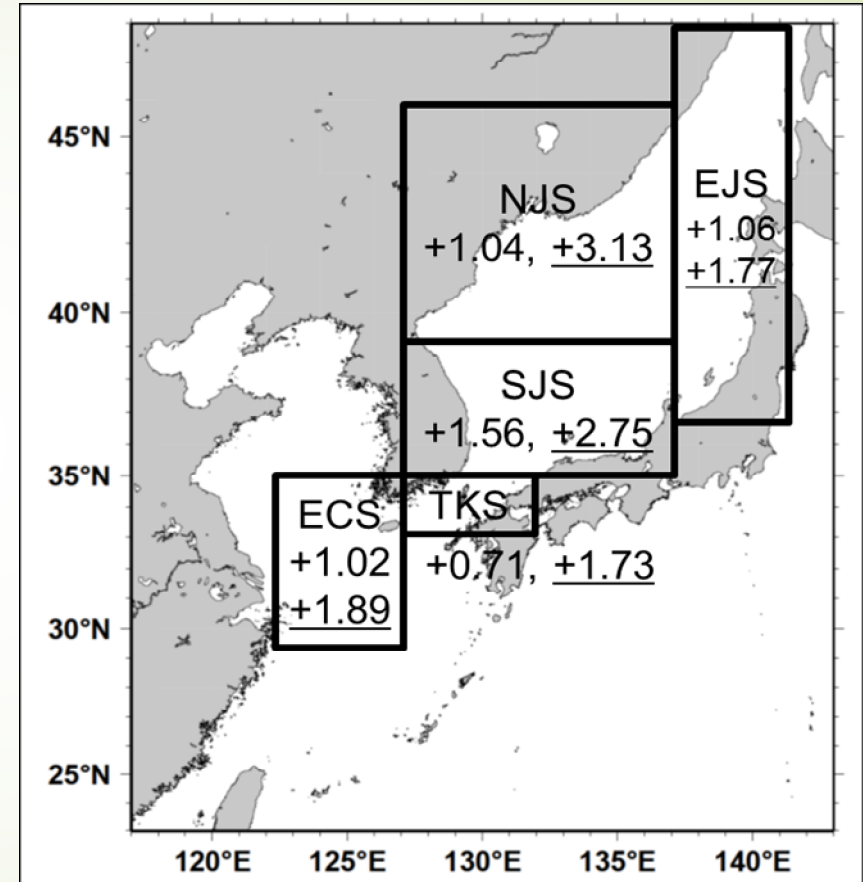 45°N
40°N
35°N
30°N
25°N
NJS
+1.04, +3.13
EJS
+1.06
+1.77
SJS
+1.56, +2.75
ECS
+1.02
+1.89
TKS
+0.71, +1.73
120°E 125°E 130°E 135°E 140°E